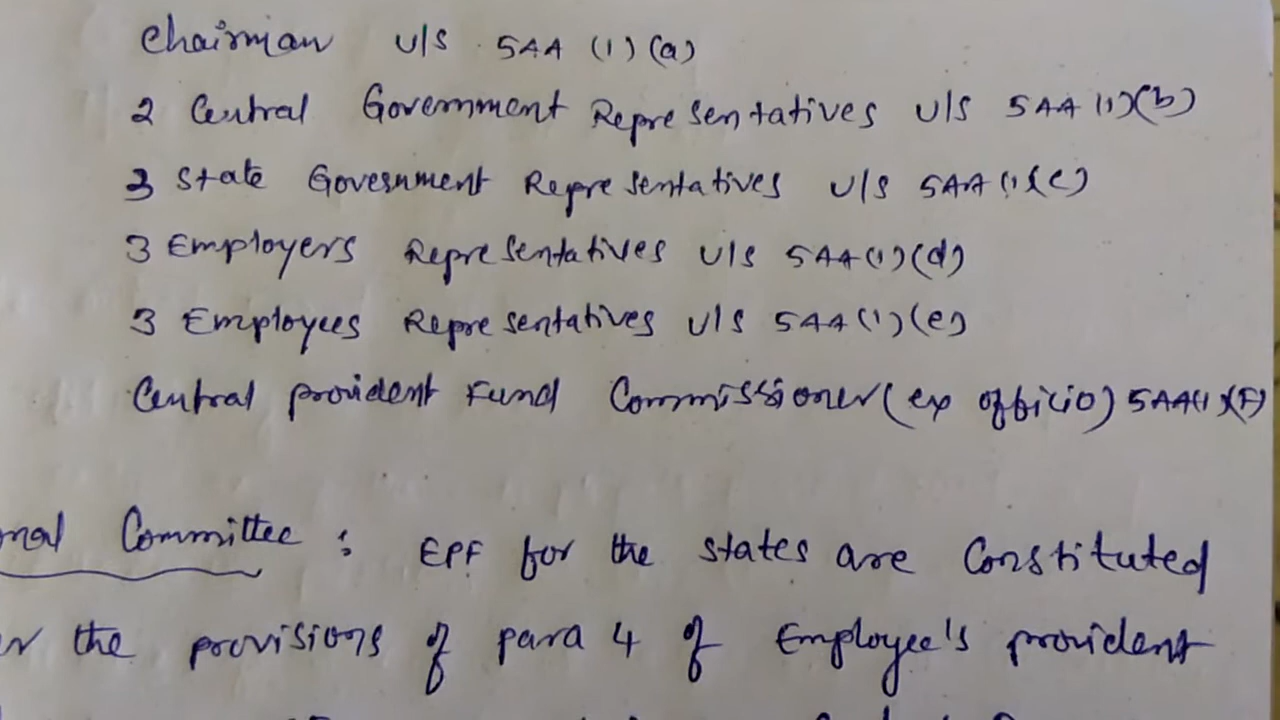 Chairman u/s 5AA (1) (a)
2 Central Government Representatives u/s 5AA (1)(b)
3 State Government Representatives u/s 5AA (1)(c)
3 Employers Representatives u/s 5AA(1)(d)
3 Employees Representatives u/s 5AA(1)(e)
Central provident Fund Commissioner (ex officio) 5AA(1)(F)
nal Committee : EPF for the states are Constituted
er the provisions of para 4 of Employee's provident